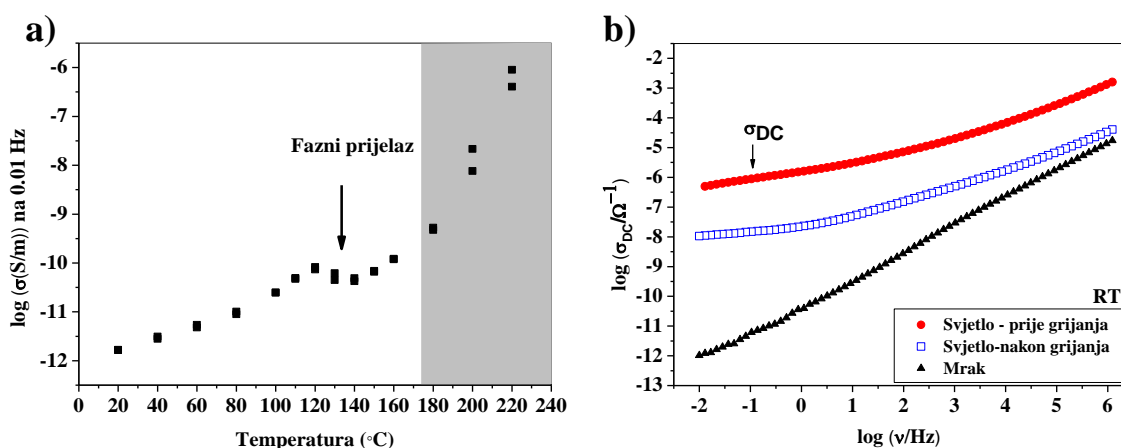 a)
log (σ(S/m)) na 0.01 Hz
-6
-7
-8
-9
-10
-11
-12
Fazni prijelaz
0 20 40 60 80 100 120 140 160 180 200 220 240
Temperatura (°C)
b)
log (σDC/Ω⁻¹)
-2
-3
-4
-5
-6
-7
-8
-9
-10
-11
-12
-13
σDC
RT
Svjetlo - prije grijanja
Svjetlo-nakon grijanja
Mrak
-2 -1 0 1 2 3 4 5 6
log (ν/Hz)